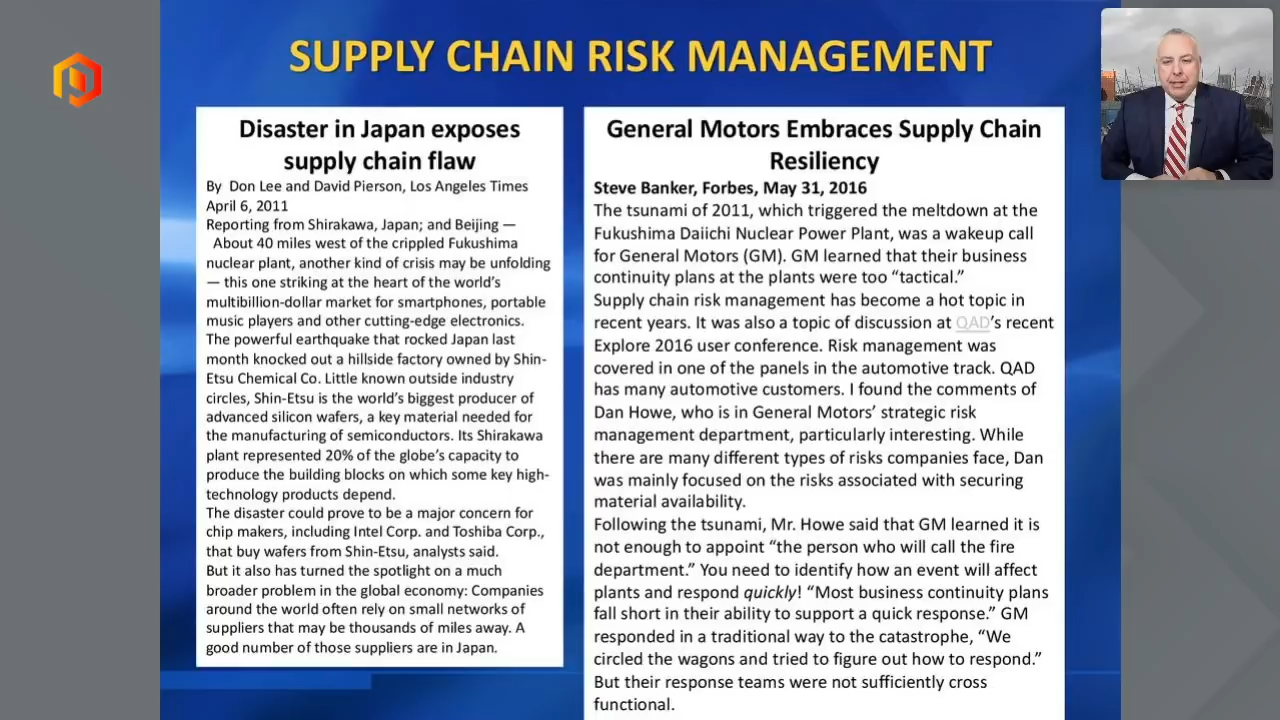 SUPPLY CHAIN RISK MANAGEMENT
Disaster in Japan exposes
supply chain flaw
By Don Lee and David Pierson, Los Angeles Times
April 6, 2011
Reporting from Shirakawa, Japan; and Beijing —
About 40 miles west of the crippled Fukushima
nuclear plant, another kind of crisis may be unfolding
— this one striking at the heart of the world's
multibillion-dollar market for smartphones, portable
music players and other cutting-edge electronics.
The powerful earthquake that rocked Japan last
month knocked out a hillside factory owned by Shin-
Etsu Chemical Co. Little known outside industry
circles, Shin-Etsu is the world's biggest producer of
advanced silicon wafers, a key material needed for
the manufacturing of semiconductors. Its Shirakawa
plant represented 20% of the globe's capacity to
produce the building blocks on which some key high-
technology products depend.
The disaster could prove to be a major concern for
chip makers, including Intel Corp. and Toshiba Corp.,
that buy wafers from Shin-Etsu, analysts said.
But it also has turned the spotlight on a much
broader problem in the global economy: Companies
around the world often rely on small networks of
suppliers that may be thousands of miles away. A
good number of those suppliers are in Japan.
General Motors Embraces Supply Chain
Resiliency
Steve Banker, Forbes, May 31, 2016
The tsunami of 2011, which triggered the meltdown at the
Fukushima Daiichi Nuclear Power Plant, was a wakeup call
for General Motors (GM). GM learned that their business
continuity plans at the plants were too “tactical.”
Supply chain risk management has become a hot topic in
recent years. It was also a topic of discussion at QAD's recent
Explore 2016 user conference. Risk management was
covered in one of the panels in the automotive track. QAD
has many automotive customers. I found the comments of
Dan Howe, who is in General Motors' strategic risk
management department, particularly interesting. While
there are many different types of risks companies face, Dan
was mainly focused on the risks associated with securing
material availability.
Following the tsunami, Mr. Howe said that GM learned it is
not enough to appoint “the person who will call the fire
department.” You need to identify how an event will affect
plants and respond quickly! “Most business continuity plans
fall short in their ability to support a quick response.” GM
responded in a traditional way to the catastrophe, “We
circled the wagons and tried to figure out how to respond.”
But their response teams were not sufficiently cross
functional.